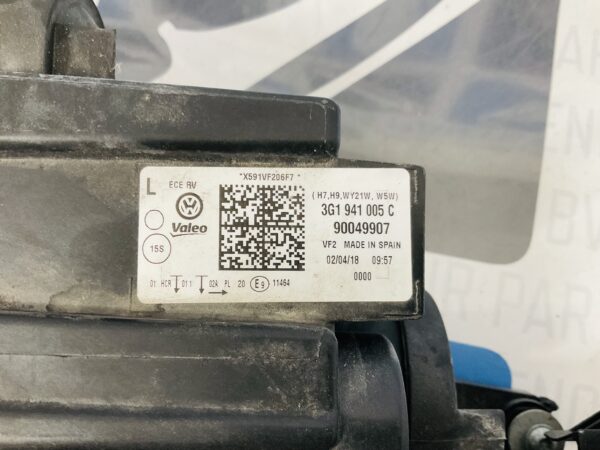 L
ECE RV
"X591VF206F7"
(H7,H9,WY21W, W5W)
3G1 941 005 C
Valeo
90049907
15S
VF2 MADE IN SPAIN
02/04/18 09:57
0000
01 HCR 011 02A PL 20 E9 11464